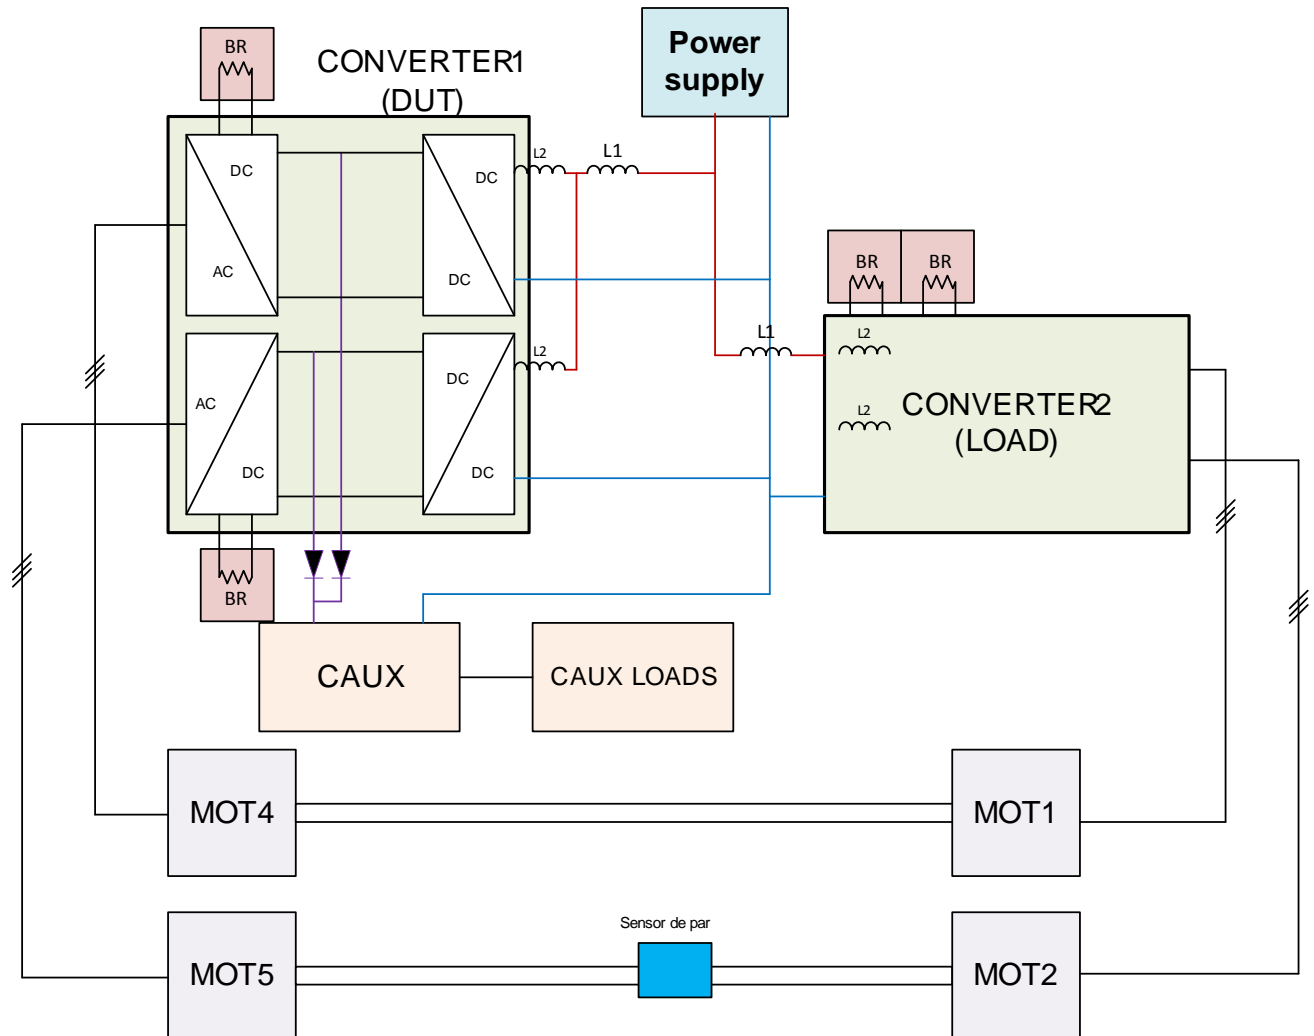 BR
CONVERTER1
(DUT)
Power
supply
DC
AC
DC
DC
L2
L1
BR
BR
L1
L2
L2
CONVERTER2
(LOAD)
L2
AC
DC
DC
DC
BR
CAUX
CAUX LOADS
MOT4
MOT1
Sensor de par
MOT5
MOT2